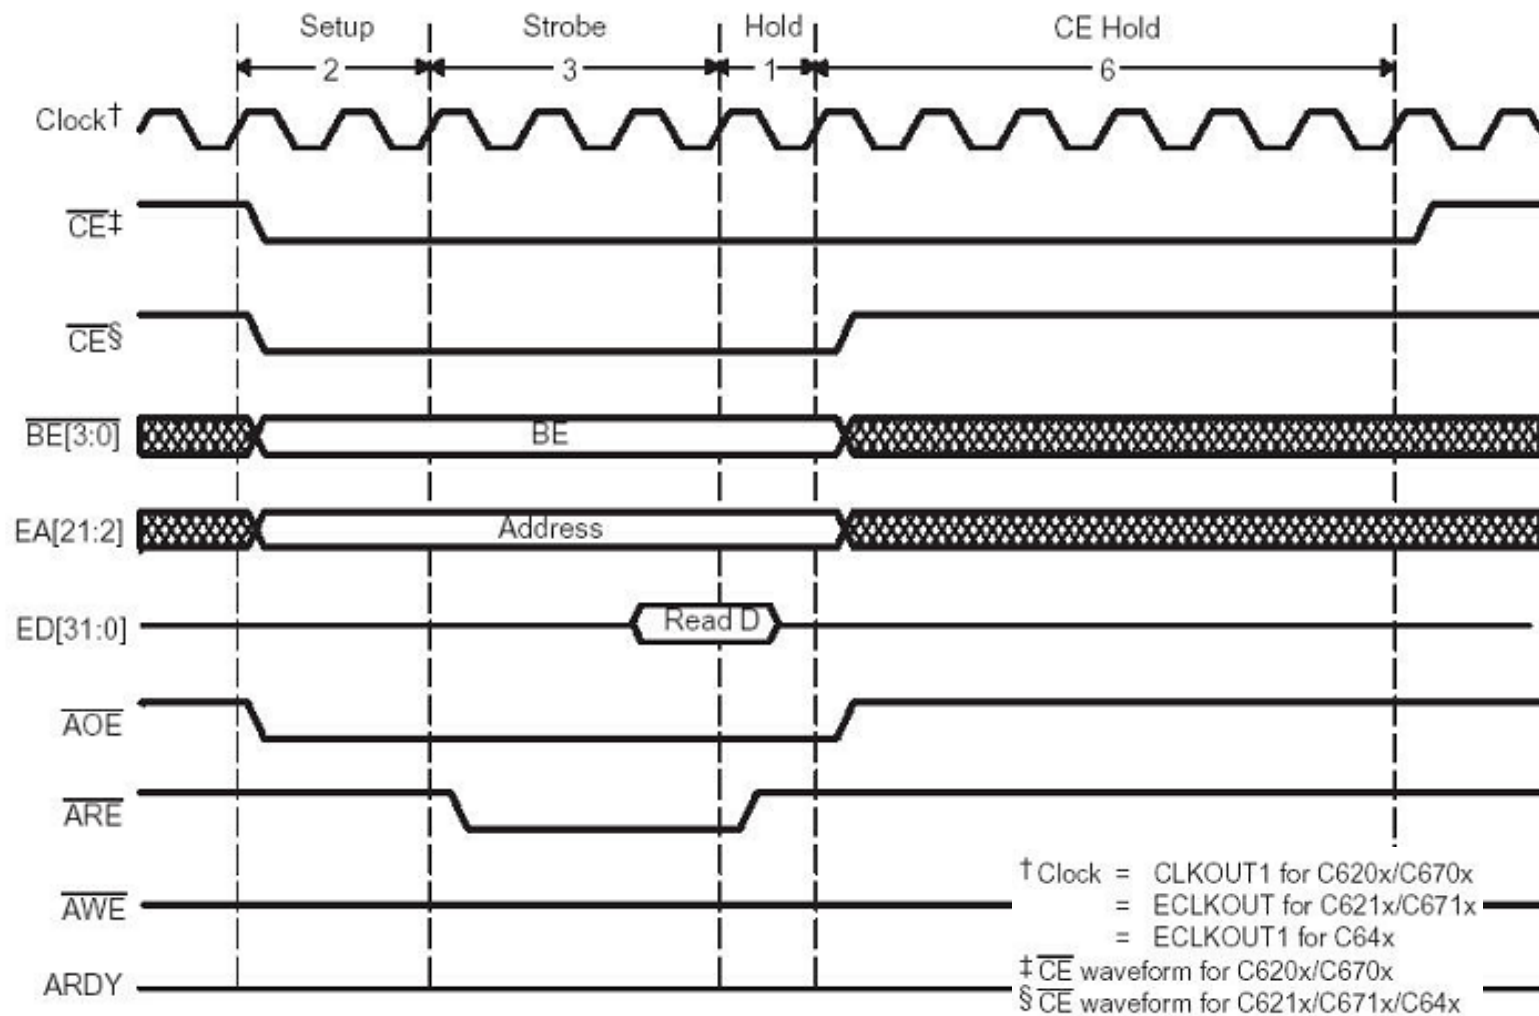 Setup Strobe Hold CE Hold
2 3 1 6
Clock†
CE‡
CE§
BE[3:0] BE
EA[21:2] Address
ED[31:0] Read D
AOE
ARE
† Clock = CLKOUT1 for C620x/C670x
AWE = ECLKOUT for C621x/C671x
= ECLKOUT1 for C64x
‡ CE waveform for C620x/C670x
ARDY
§ CE waveform for C621x/C671x/C64x